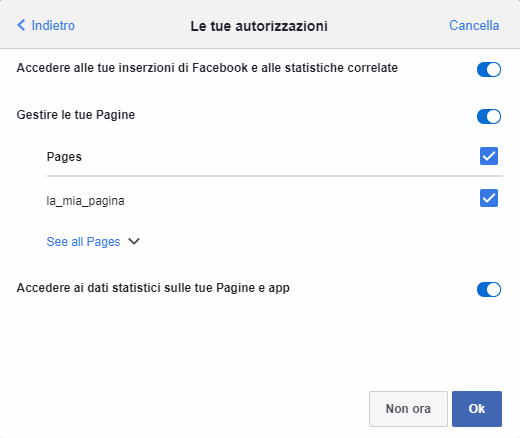 Indietro Le tue autorizzazioni Cancella
Accedere alle tue inserzioni di Facebook e alle statistiche correlate
Gestire le tue Pagine
Pages
la_mia_pagina
See all Pages
Accedere ai dati statistici sulle tue Pagine e app
Non ora Ok